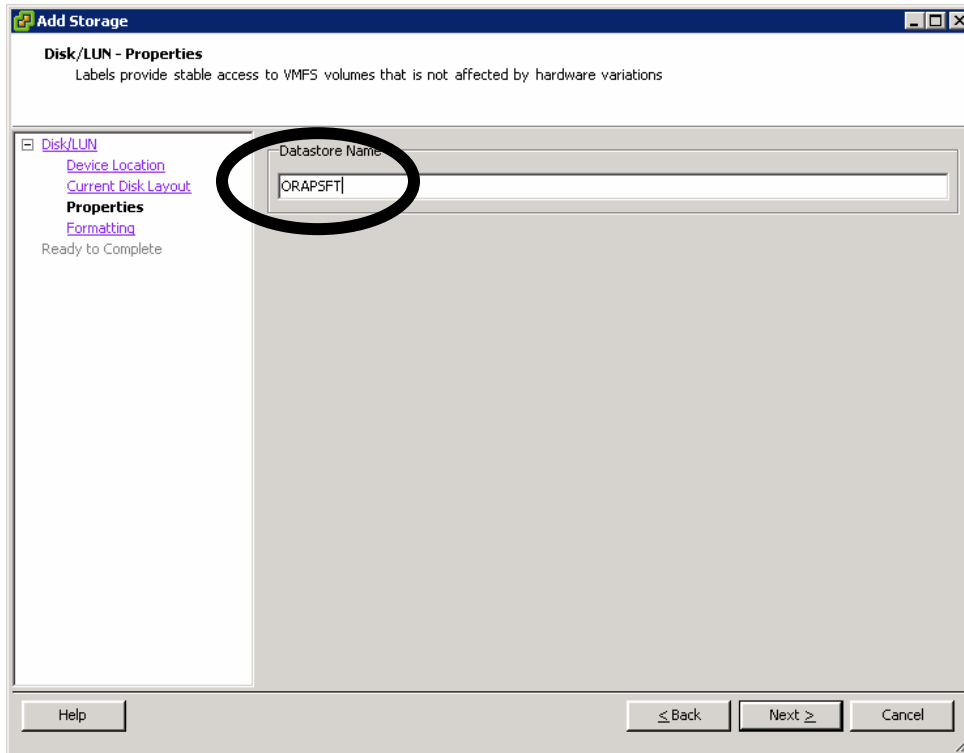 Add Storage
Disk/LUN - Properties
Labels provide stable access to VMFS volumes that is not affected by hardware variations
Disk/LUN
Device Location
Current Disk Layout
Properties
Formatting
Ready to Complete
Datastore Name
ORAPSFT
Help
< Back
Next >
Cancel